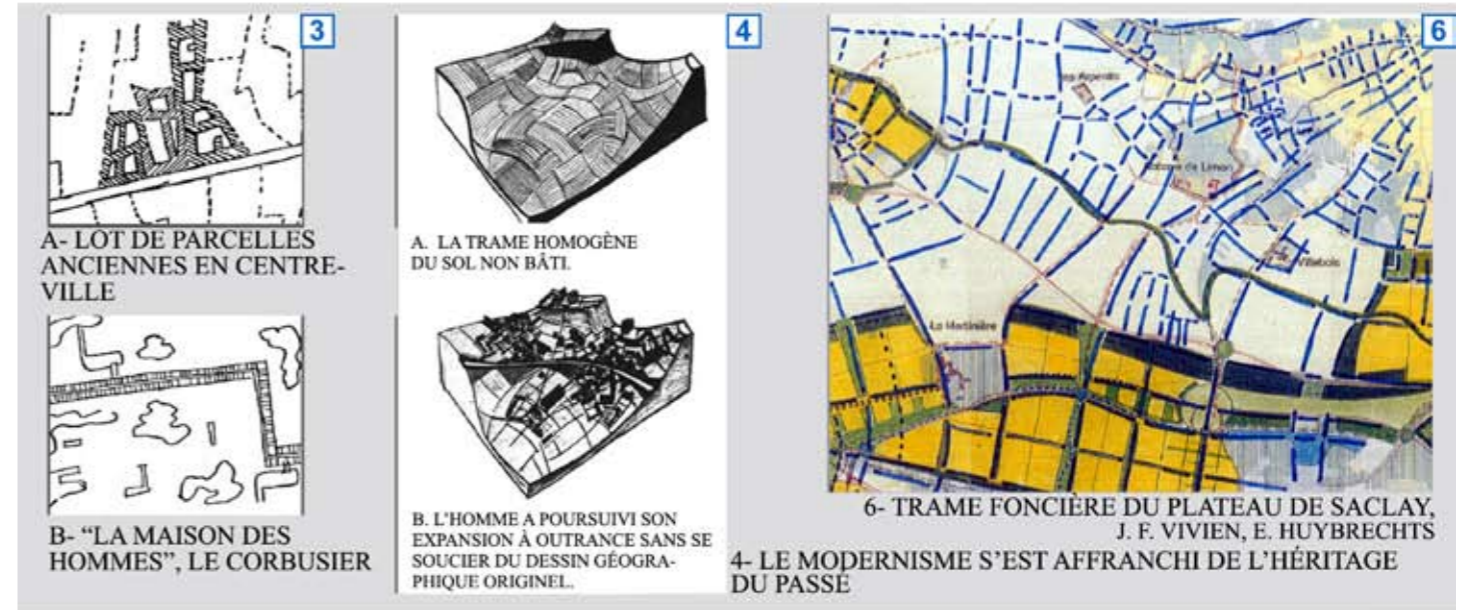 3
A- LOT DE PARCELLES
ANCIENNES EN CENTRE-
VILLE
B- “LA MAISON DES
HOMMES”, LE CORBUSIER
4
A. LA TRAME HOMOGÈNE
DU SOL NON BÂTI.
B. L’HOMME A POURSUIVI SON
EXPANSION À OUTRANCE SANS SE
SOUCIER DU DESSIN GÉOGRA-
PHIQUE ORIGINEL.
6
de Limon
Villebois
La Martinière
6- TRAME FONCIÈRE DU PLATEAU DE SACLAY,
J. F. VIVIEN, E. HUYBRECHTS
4- LE MODERNISME S’EST AFFRANCHI DE L’HÉRITAGE
DU PASSÉ